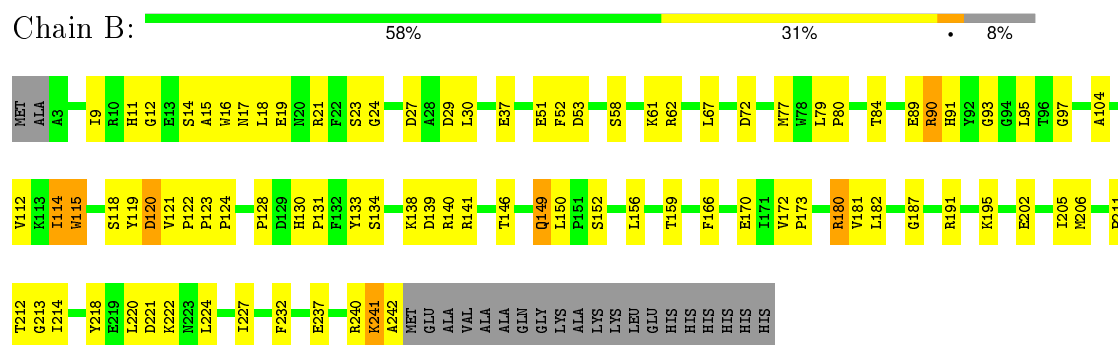 Chain B:
58% 31% • 8%
MET ALA A3 I9 R10 H11 G12 E13 S14 A15 W16 N17 L18 E19 N20 R21 F22 S23 G24 D27 A28 D29 L30 E37 E51 F52 D53 S58 K61 R62 L67 D72 M77 W78 L79 P80 T84 E89 R90 H91 Y92 G93 G94 L95 T96 G97 A104
V112 K113 I114 W115 S118 Y119 D120 V121 P122 P123 P124 P128 D129 H130 P131 F132 Y133 S134 K138 D139 R140 R141 T146 Q149 L150 P151 S152 L156 T159 F166 E170 I171 V172 P173 R180 V181 L182 G187 R191 K195 E202 I205 M206
T212 G213 I214 Y218 E219 L220 D221 K222 N223 L224 I227 F232 E237 R240 K241 A242 MET GLU ALA VAL ALA ALA GLN GLY LYS ALA LYS LYS LEU GLU HIS HIS HIS HIS HIS HIS